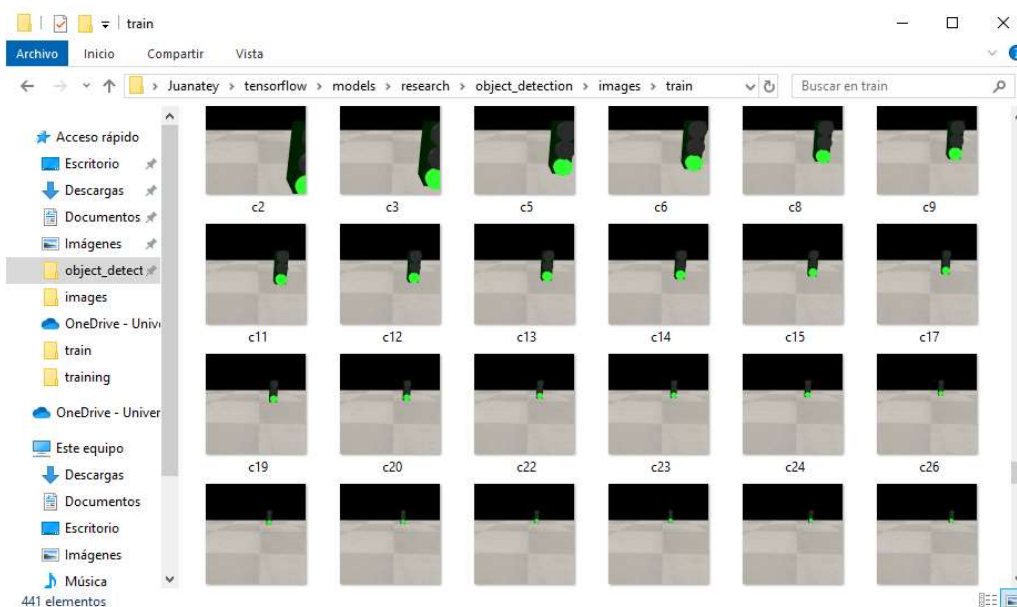 train
Archivo Inicio Compartir Vista
Juanatey > tensorflow > models > research > object_detection > images > train
Buscar en train
Acceso rápido
Escritorio
Descargas
Documentos
Imágenes
object_detect
images
OneDrive - Unive
train
training
OneDrive - Univer
Este equipo
Descargas
Documentos
Escritorio
Imágenes
Música
c2 c3 c5 c6 c8 c9
c11 c12 c13 c14 c15 c17
c19 c20 c22 c23 c24 c26
441 elementos